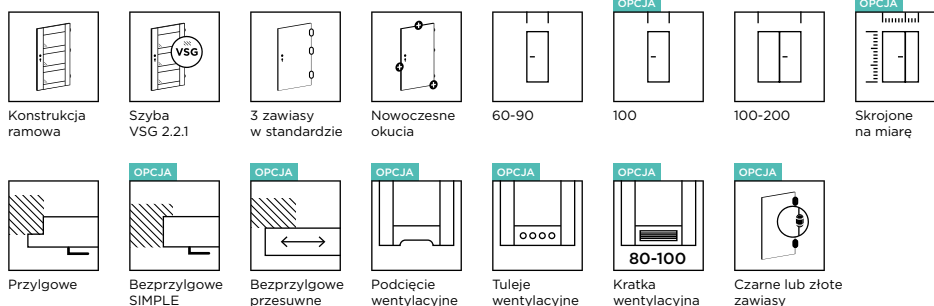 OPCJA
OPCJA
VSG
Konstrukcja
ramowa
Szyba
VSG 2.2.1
3 zawiasy
w standardzie
Nowoczesne
okucia
60-90
100
100-200
Skrojone
na miarę
OPCJA
OPCJA
OPCJA
OPCJA
OPCJA
OPCJA
80-100
Przylgowe
Bezprzylgowe
SIMPLE
Bezprzylgowe
przesuwne
Podcięcie
wentylacyjne
Tuleje
wentylacyjne
Kratka
wentylacyjna
Czarne lub złote
zawiasy